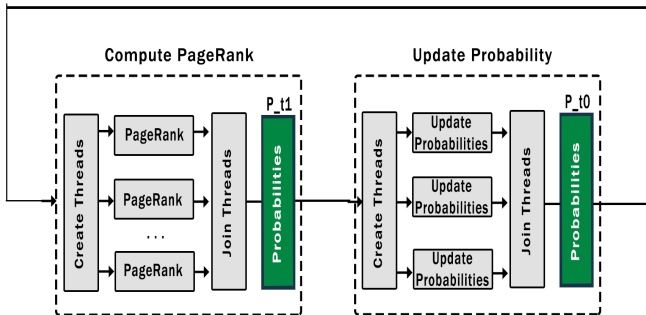 Compute PageRank
Update Probability
P_t1
P_t0
Create Threads
PageRank
PageRank
...
PageRank
Join Threads
Probabilities
Create Threads
Update
Probabilities
Update
Probabilities
Update
Probabilities
Join Threads
Probabilities